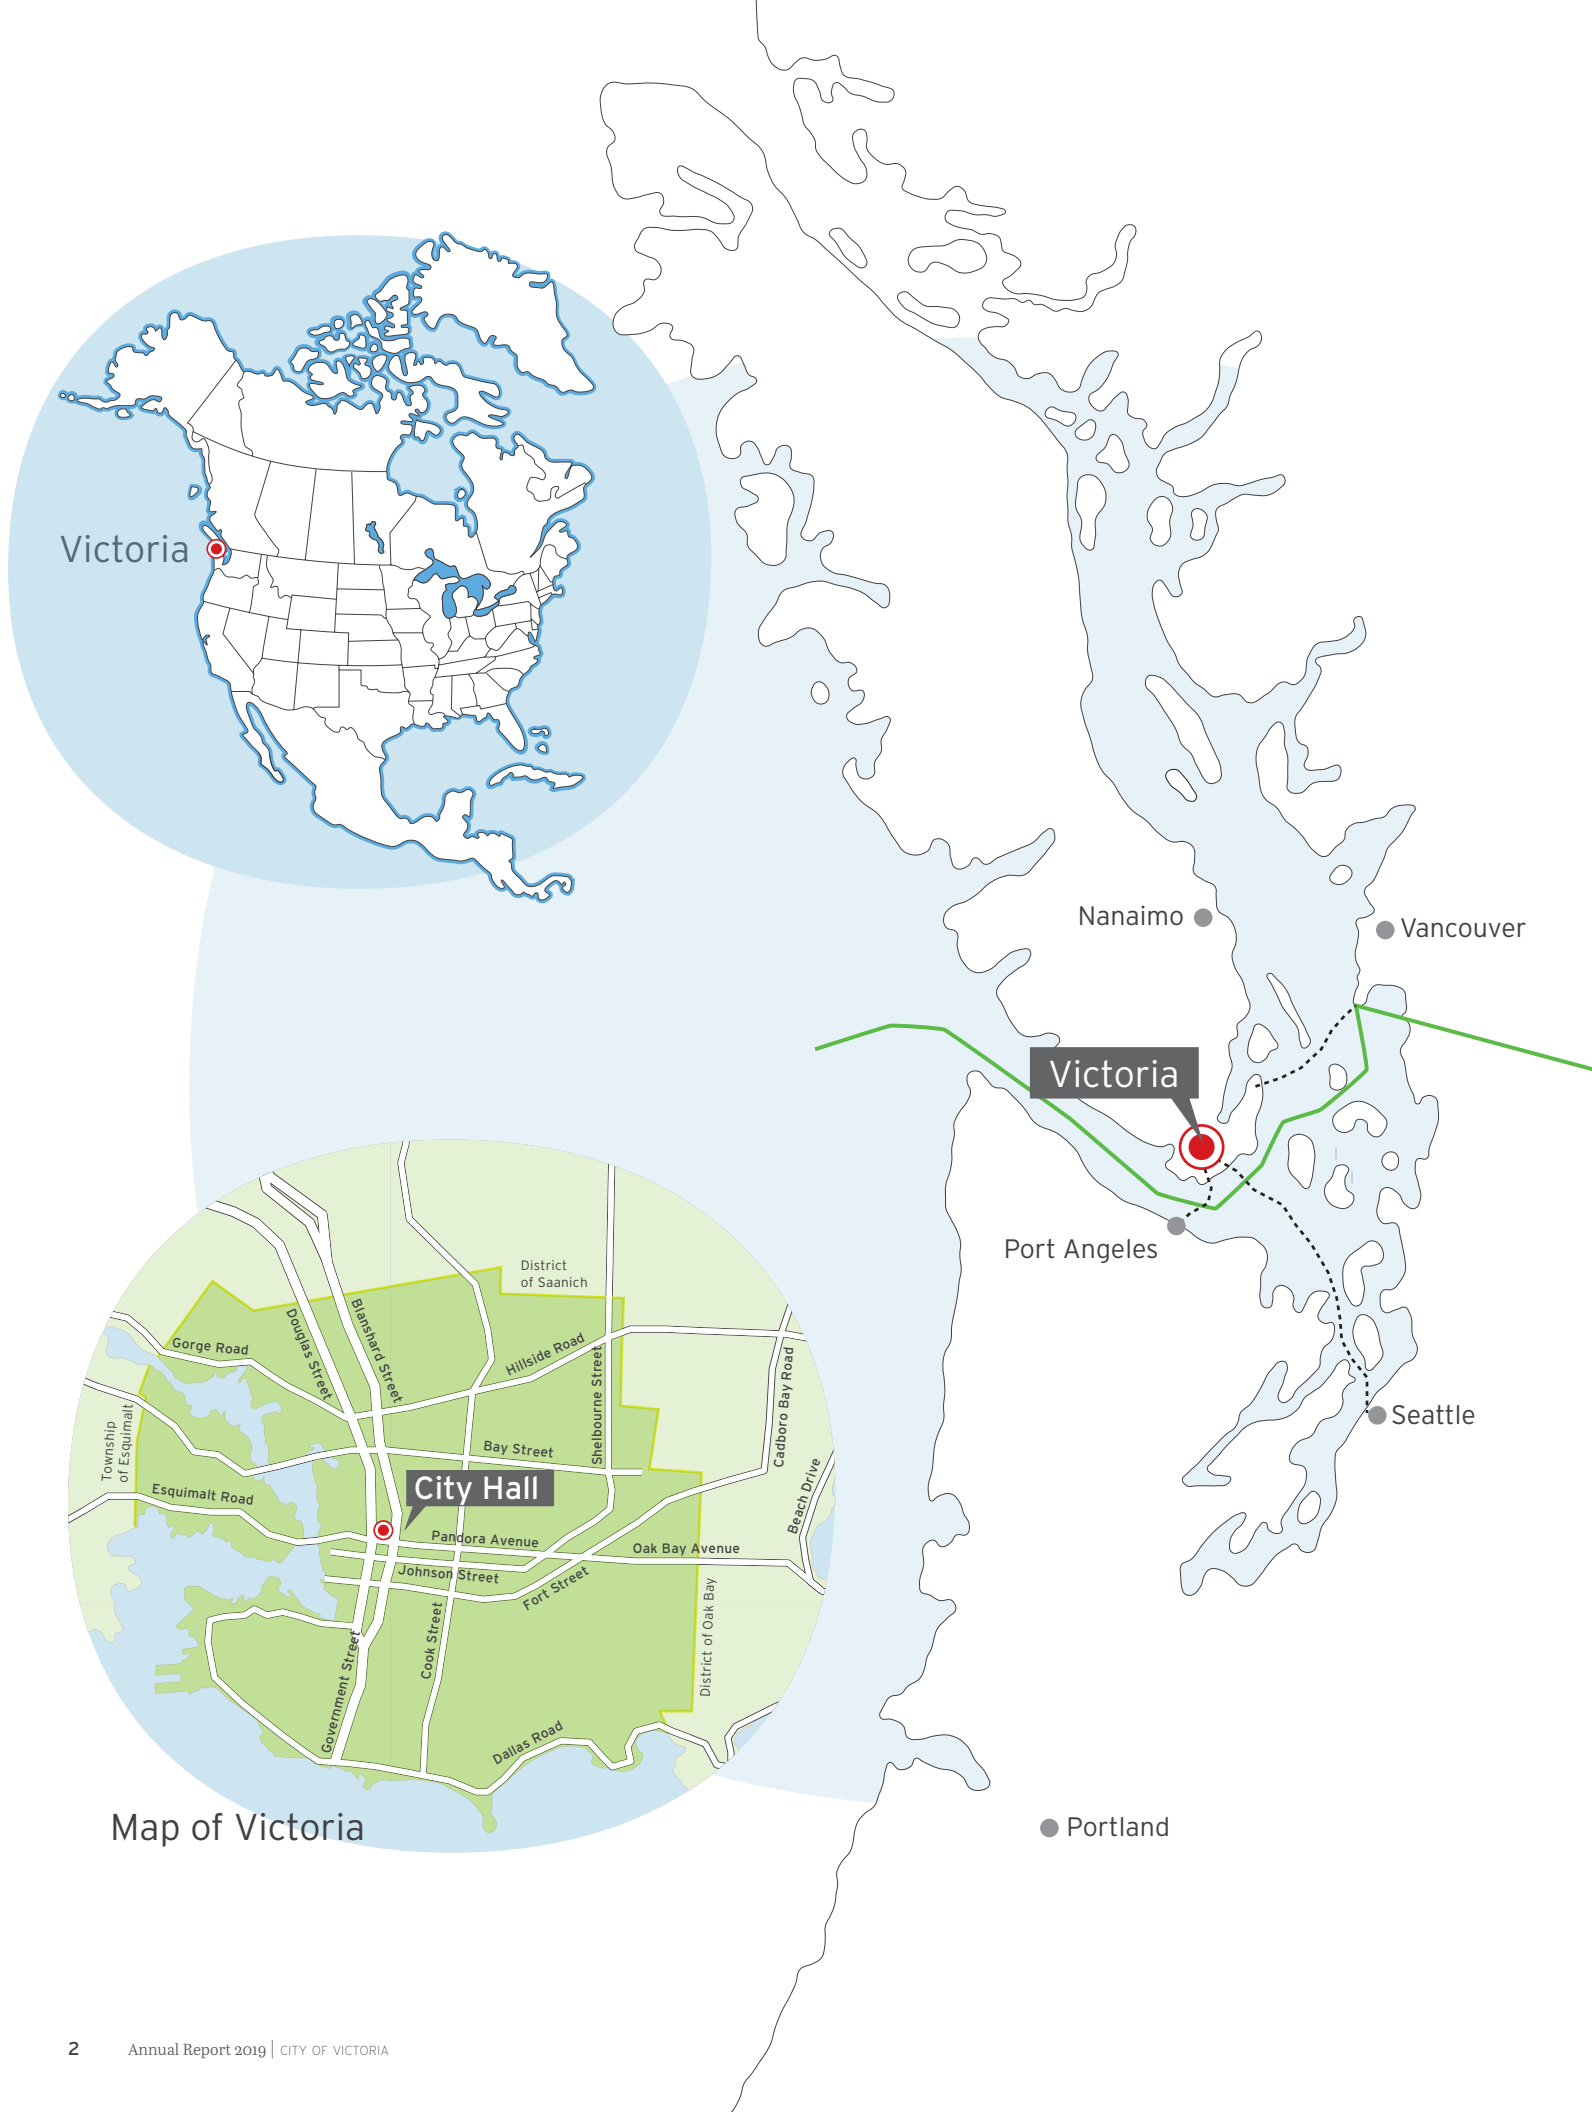 Victoria
Nanaimo
Vancouver
Victoria
Port Angeles
Seattle
Portland
District
of Saanich
Gorge Road
Douglas Street
Blanshard Street
Hillside Road
Shelbourne Street
Cadboro Bay Road
Township
of Esquimalt
Bay Street
City Hall
Esquimalt Road
Beach Drive
Pandora Avenue
Oak Bay Avenue
Johnson Street
Fort Street
Cook Street
District of Oak Bay
Government Street
Dallas Road
Map of Victoria
2 Annual Report 2019 | CITY OF VICTORIA